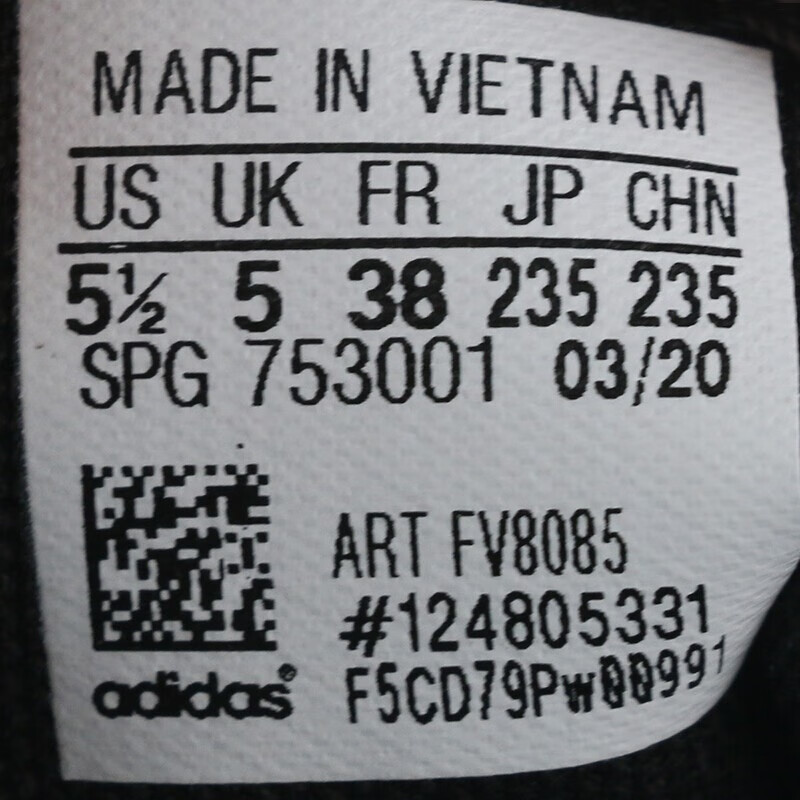 MADE IN VIETNAM
US UK FR JP CHN
5½ 5 38 235 235
SPG 753001 03/20
ART FV8085
#124805331
adidas® F5CD79Pw00991